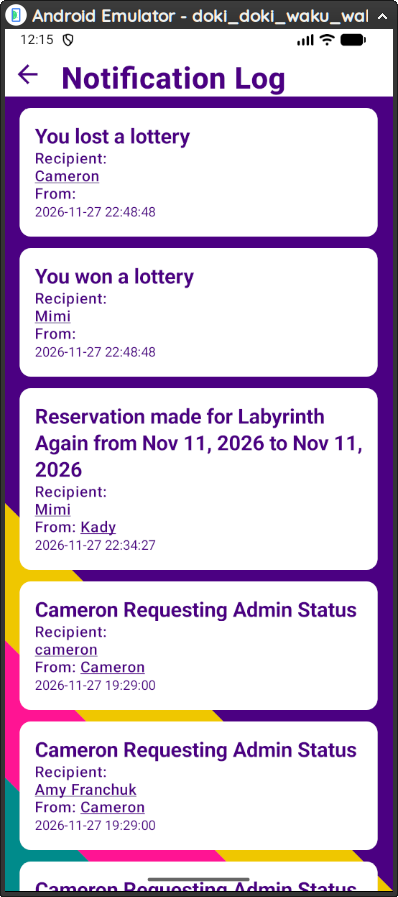 Android Emulator - doki_doki_waku_wal
12:15
Notification Log
You lost a lottery
Recipient:
Cameron
From:
2026-11-27 22:48:48
You won a lottery
Recipient:
Mimi
From:
2026-11-27 22:48:48
Reservation made for Labyrinth
Again from Nov 11, 2026 to Nov 11,
2026
Recipient:
Mimi
From: Kady
2026-11-27 22:34:27
Cameron Requesting Admin Status
Recipient:
cameron
From: Cameron
2026-11-27 19:29:00
Cameron Requesting Admin Status
Recipient:
Amy Franchuk
From: Cameron
2026-11-27 19:29:00
Cameron Requesting Admin Status